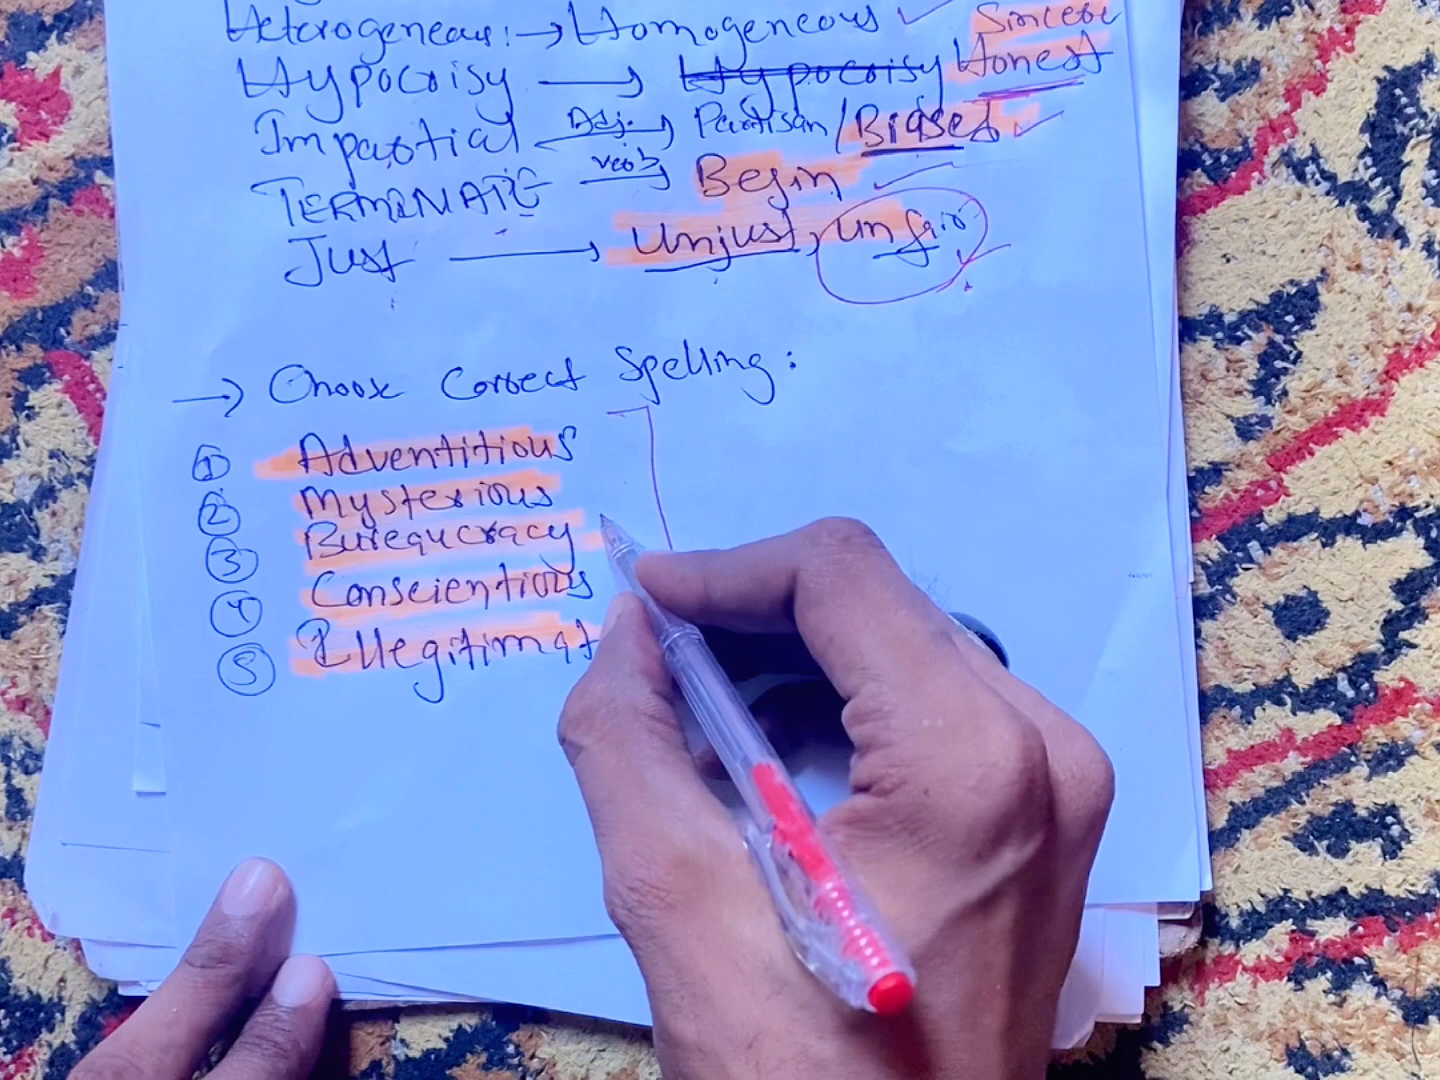 Heterogeneous: → Homogeneous ✓ Sincere
Hypocrisy → Hypocrisy Honest
Impartial Adj. → Partisan / Biased ✓
TERMINATE verb → Begin ✓
Just → Unjust, unfair ✓
→ Choose Correct Spelling:
① Adventitious
② Mysterious
③ Bureaucracy
④ Conscientious
⑤ Illegitimat